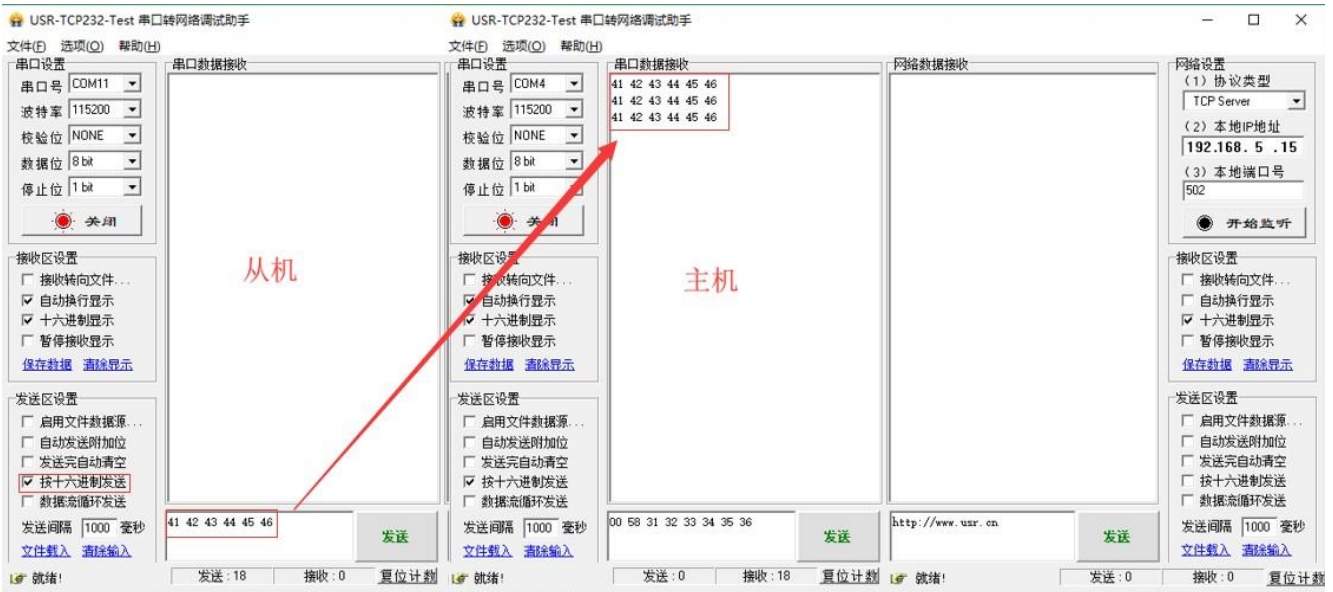 USR-TCP232-Test 串口转网络调试助手
文件(F) 选项(O) 帮助(H)
串口设置
串口号 COM11
波特率 115200
校验位 NONE
数据位 8 bit
停止位 1 bit
关闭
接收区设置
接收转向文件...
自动换行显示
十六进制显示
暂停接收显示
保存数据 清除显示
发送区设置
启用文件数据源...
自动发送附加位
发送完自动清空
按十六进制发送
数据流循环发送
发送间隔 1000 毫秒
文件载入 清除输入
就绪!
串口数据接收
从机
41 42 43 44 45 46
发送
发送 : 18 接收 : 0 复位计数
USR-TCP232-Test 串口转网络调试助手
文件(F) 选项(O) 帮助(H)
串口设置
串口号 COM4
波特率 115200
校验位 NONE
数据位 8 bit
停止位 1 bit
关闭
接收区设置
接收转向文件...
自动换行显示
十六进制显示
暂停接收显示
保存数据 清除显示
发送区设置
启用文件数据源...
自动发送附加位
发送完自动清空
按十六进制发送
数据流循环发送
发送间隔 1000 毫秒
文件载入 清除输入
就绪!
串口数据接收
41 42 43 44 45 46
41 42 43 44 45 46
41 42 43 44 45 46
主机
00 58 31 32 33 34 35 36
发送
发送 : 0 接收 : 18 复位计数
网络数据接收
http://www.usr.cn
发送
就绪!
发送 : 0 接收 : 0 复位计数
网络设置
(1) 协议类型
TCP Server
(2) 本地IP地址
192.168. 5 .15
(3) 本地端口号
502
开始监听
接收区设置
接收转向文件...
自动换行显示
十六进制显示
暂停接收显示
保存数据 清除显示
发送区设置
启用文件数据源...
自动发送附加位
发送完自动清空
按十六进制发送
数据流循环发送
发送间隔 1000 毫秒
文件载入 清除输入